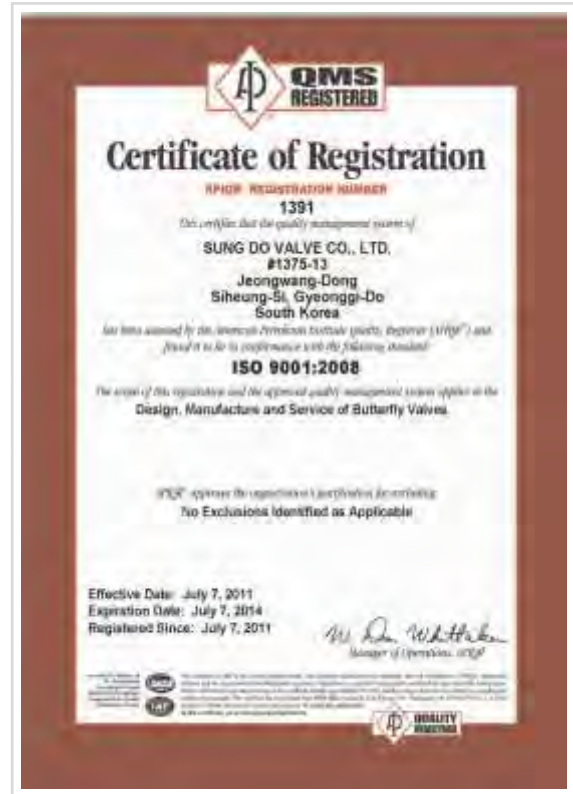 QMS
REGISTERED
Certificate of Registration
APIQR REGISTRATION NUMBER
1391
This certifies that the quality management system of
SUNG DO VALVE CO., LTD.
#1375-13
Jeongwang-Dong
Siheung-Si, Gyeonggi-Do
South Korea
has been assessed by the American Petroleum Institute Quality Registrar (APIQR®) and
found it to be in conformance with the following standard:
ISO 9001:2008
The scope of this registration and the approved quality management system applies to the
Design, Manufacture and Service of Butterfly Valves
APIQR® approves the organization's justification for excluding:
No Exclusions Identified as Applicable
Effective Date: July 7, 2011
Expiration Date: July 7, 2014
Registered Since: July 7, 2011
Manager of Operations, APIQR
QUALITY
REGISTRAR